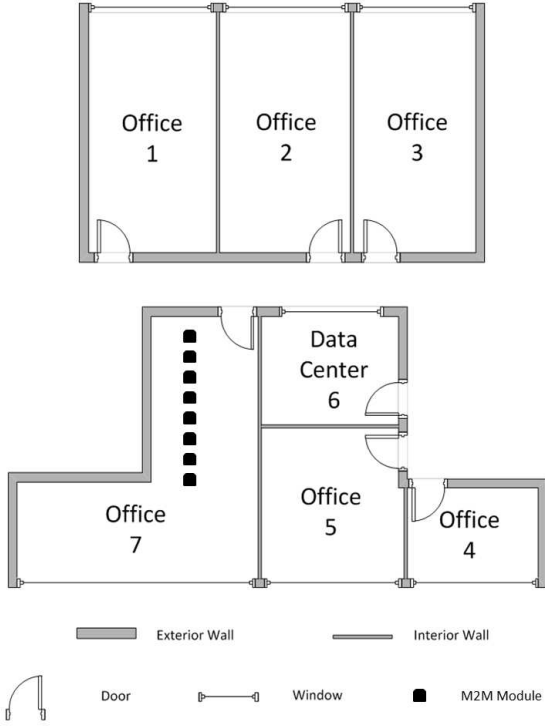 Office
1
Office
2
Office
3
Data
Center
6
Office
5
Office
4
Office
7
Exterior Wall
Interior Wall
Door
Window
M2M Module